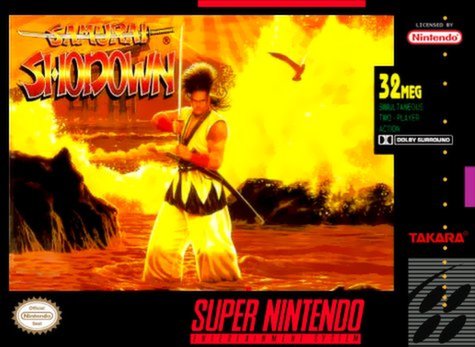 SAMURAI
SHODOWN®
LICENSED BY
Nintendo®
32MEG
SIMULTANEOUS
TWO-PLAYER
ACTION
DOLBY SURROUND
TAKARA®
Official
Nintendo
Seal
SUPER NINTENDO
ENTERTAINMENT SYSTEM